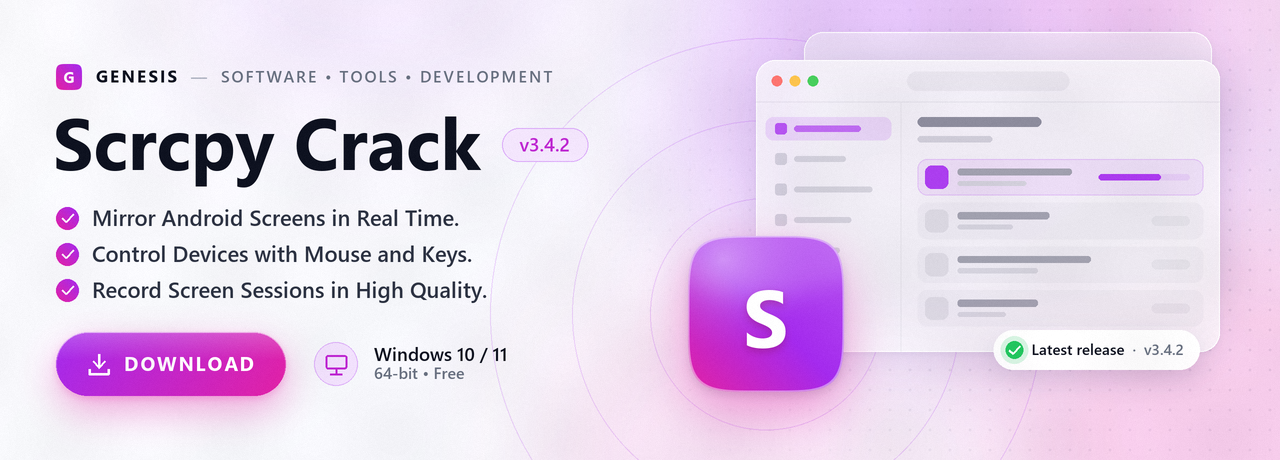 G GENESIS — SOFTWARE • TOOLS • DEVELOPMENT
Scrcpy Crack v3.4.2
Mirror Android Screens in Real Time.
Control Devices with Mouse and Keys.
Record Screen Sessions in High Quality.
DOWNLOAD
Windows 10 / 11
64-bit • Free
S
Latest release · v3.4.2